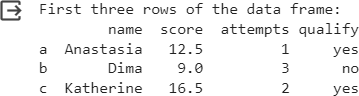 First three rows of the data frame:
        name  score  attempts qualify
a  Anastasia   12.5         1     yes
b       Dima    9.0         3      no
c  Katherine   16.5         2     yes